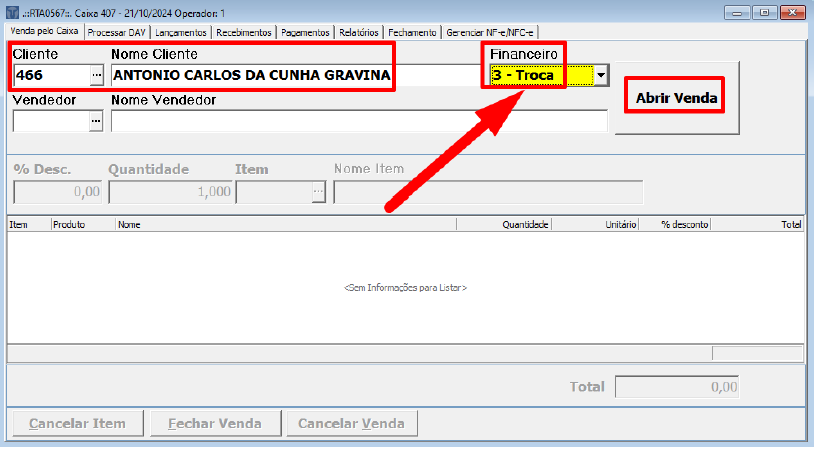 .::RTA0567::. Caixa 407 - 21/10/2024 Operador: 1
Venda pelo Caixa Processar DAV Lançamentos Recebimentos Pagamentos Relatórios Fechamento Gerenciar NF-e/NFC-e
Cliente Nome Cliente Financeiro
466 ... ANTONIO CARLOS DA CUNHA GRAVINA 3 - Troca
Abrir Venda
Vendedor Nome Vendedor
...
% Desc. Quantidade Item Nome Item
0,00 1,000 ...
Item Produto Nome Quantidade Unitário % desconto Total
<Sem Informações para Listar>
Total 0,00
Cancelar Item Fechar Venda Cancelar Venda